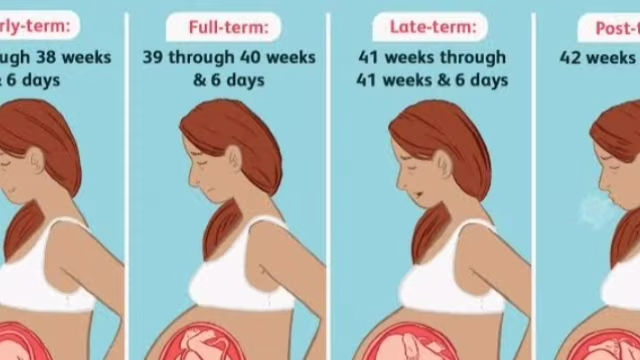 rly-term:
ugh 38 weeks
& 6 days
Full-term:
39 through 40 weeks
& 6 days
Late-term:
41 weeks through
41 weeks & 6 days
Post-t
42 weeks